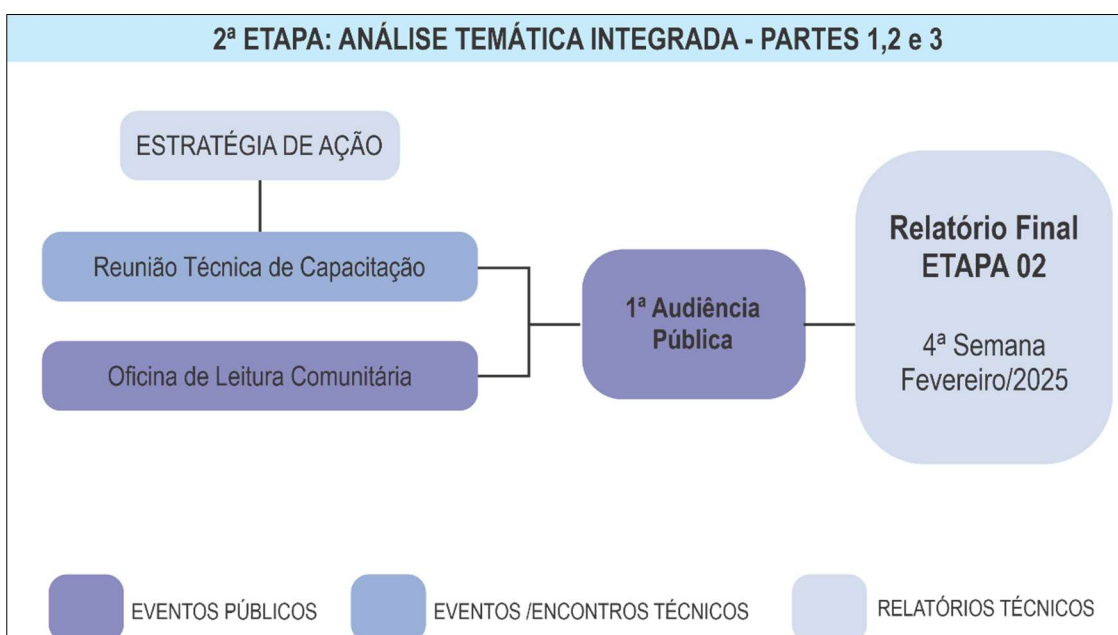 2ª ETAPA: ANÁLISE TEMÁTICA INTEGRADA - PARTES 1,2 e 3
ESTRATÉGIA DE AÇÃO
Reunião Técnica de Capacitação
Oficina de Leitura Comunitária
1ª Audiência
Pública
Relatório Final
ETAPA 02
4ª Semana
Fevereiro/2025
EVENTOS PÚBLICOS
EVENTOS /ENCONTROS TÉCNICOS
RELATÓRIOS TÉCNICOS